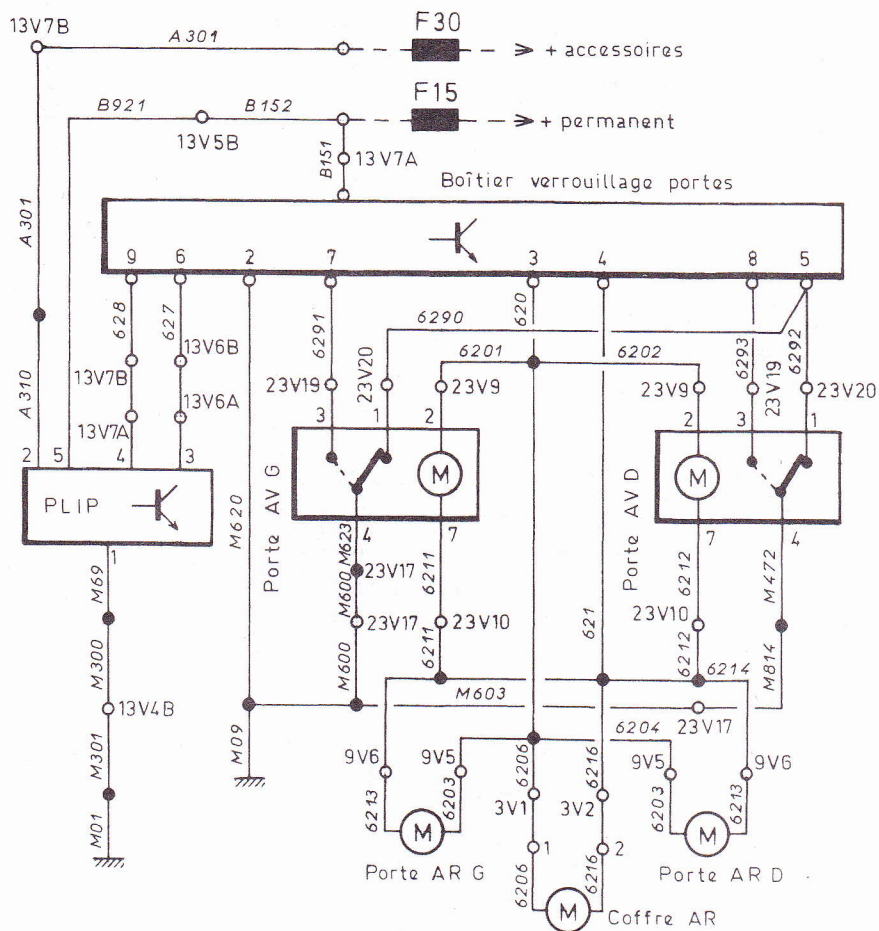 13V7B
A301
F30
+ accessoires
B921
B152
F15
+ permanent
13V5B
B151
13V7A
Boîtier verrouillage portes
A301
9 6 2 7 3 4 8 5
628
627
6291
620
6290
6293
6292
13V7B
13V6B
6201
6202
23V19
23V20
23V9
23V9
23V19
23V20
A310
13V7A
13V6A
3 1 2
2 3 1
2 5 4 3
PLIP
M
M
Porte AV G
Porte AV D
M620
4 7
7 4
1
M69
M623
M600
23V17
6211
6212
M472
23V17
23V10
621
23V10
M300
M600
6211
6212
6214
M814
M603
13V4B
23V17
M301
M09
6204
9V6
9V5
6206
6216
9V5
9V6
6213
6203
3V1
3V2
6203
6213
M01
M
M
1
2
Porte AR G
6206
6216
Porte AR D
M
Coffre AR